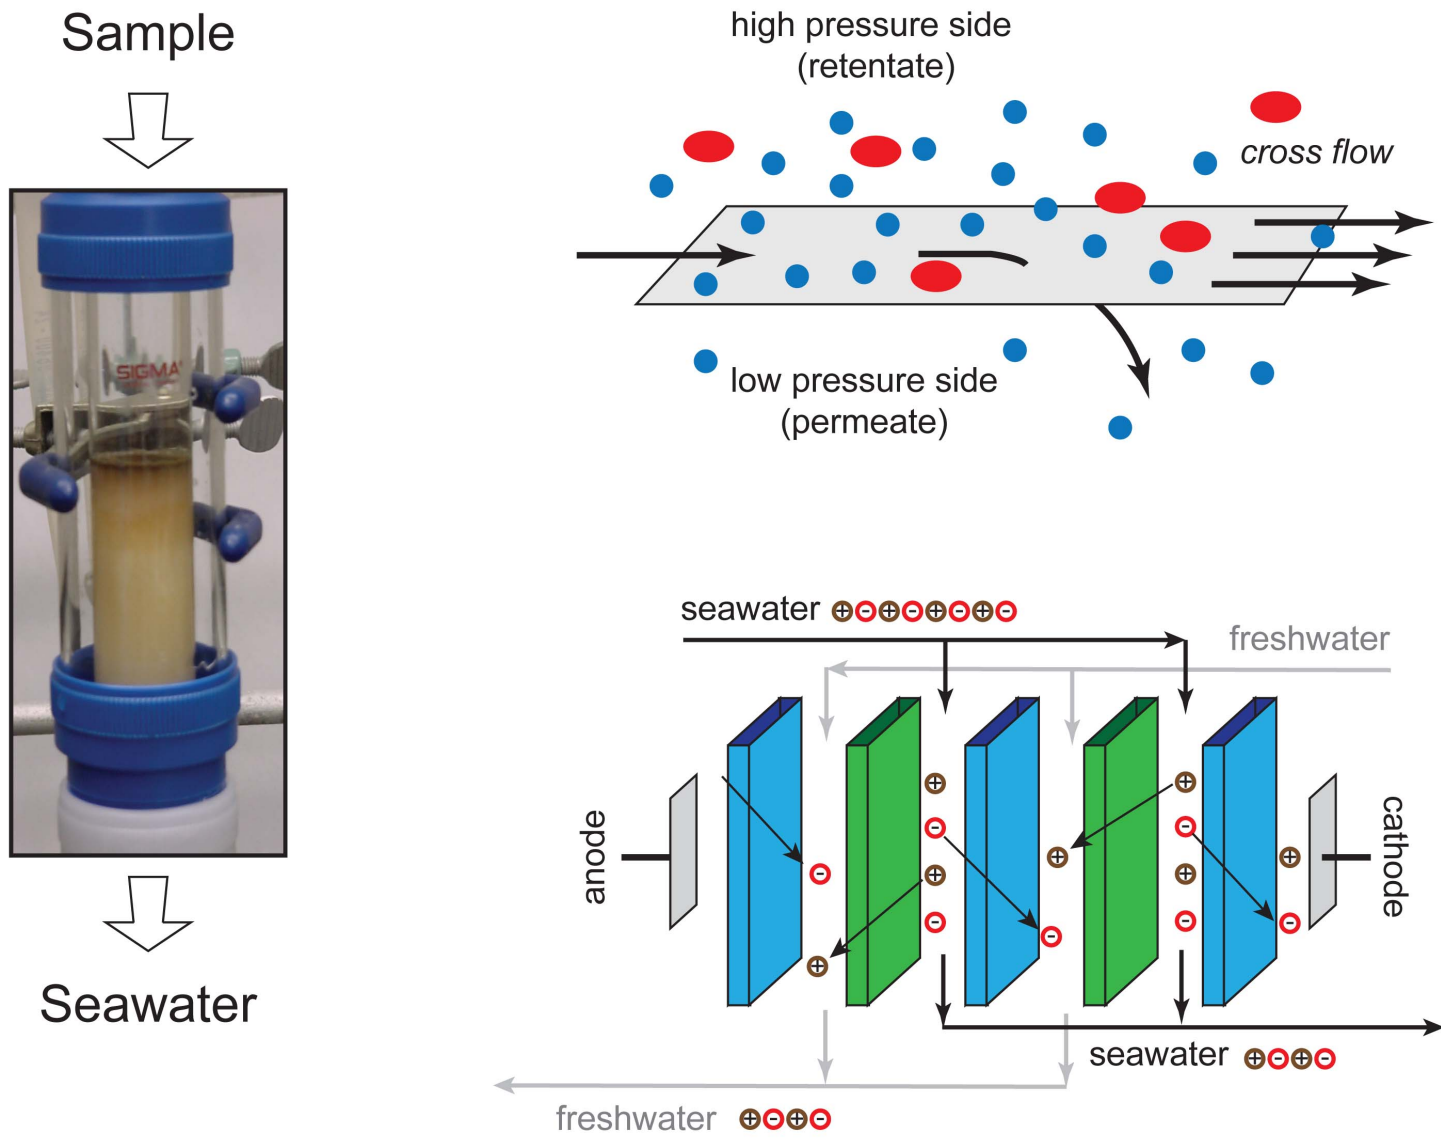 Sample
SIGMA
Seawater
high pressure side
(retentate)
cross flow
low pressure side
(permeate)
seawater
freshwater
anode
cathode
seawater
freshwater